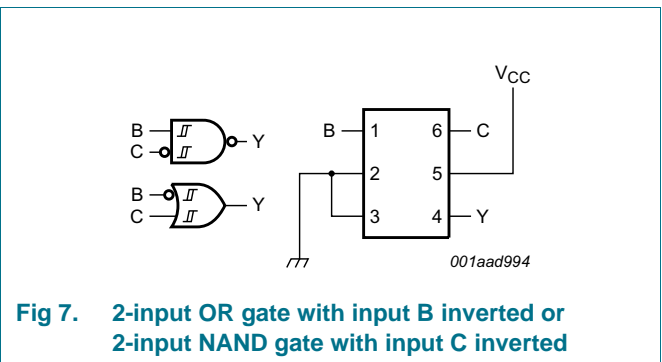 VCC
B
C
Y
B
C
Y
B 1 6 C
2 5
3 4 Y
001aad994
Fig 7. 2-input OR gate with input B inverted or
2-input NAND gate with input C inverted